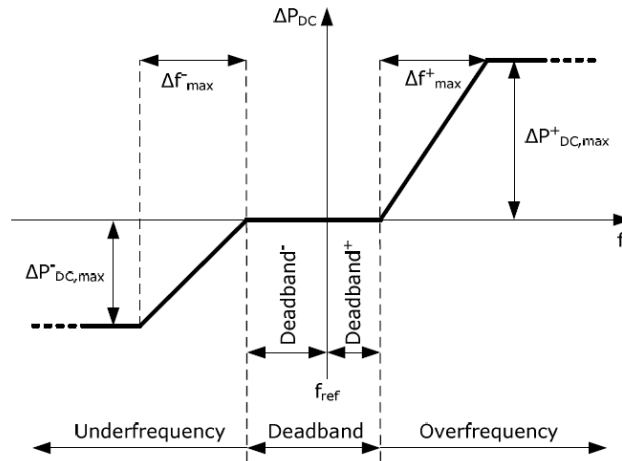 ΔP_DC
Δf⁻_max
Δf⁺_max
ΔP⁺_DC,max
f
ΔP⁻_DC,max
Deadband⁻
Deadband⁺
f_ref
Underfrequency
Deadband
Overfrequency